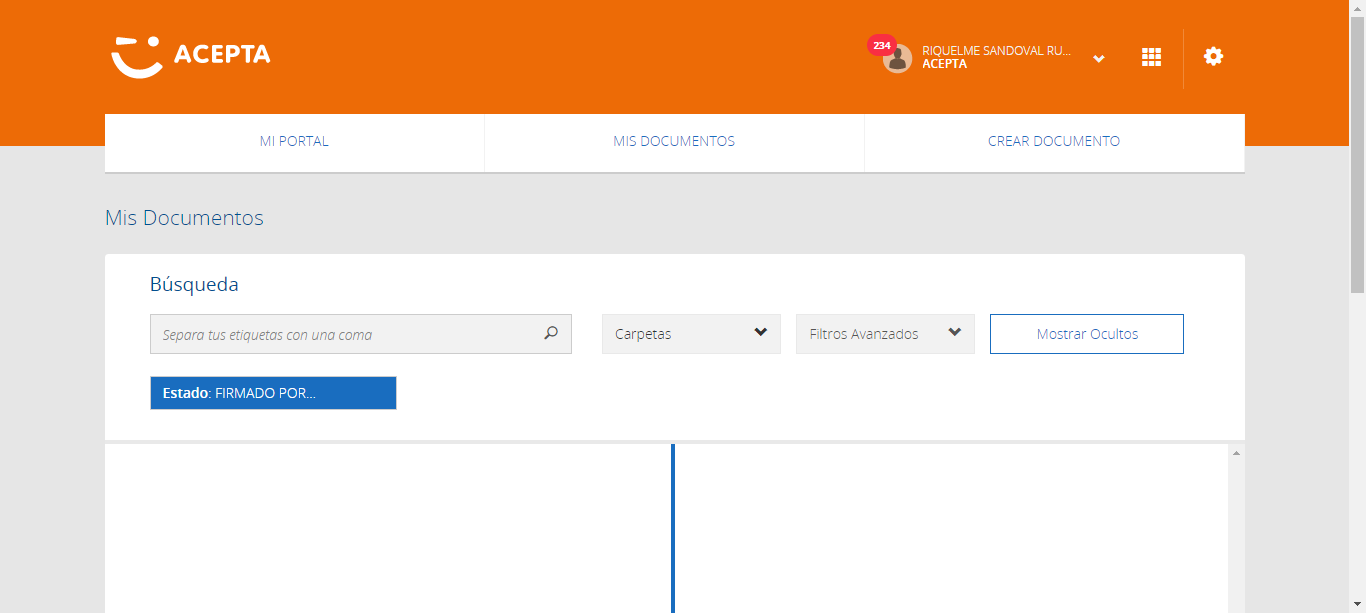 ACEPTA
234
RIQUELME SANDOVAL RU...
ACEPTA
MI PORTAL
MIS DOCUMENTOS
CREAR DOCUMENTO
Mis Documentos
Búsqueda
Separa tus etiquetas con una coma
Carpetas
Filtros Avanzados
Mostrar Ocultos
Estado: FIRMADO POR...